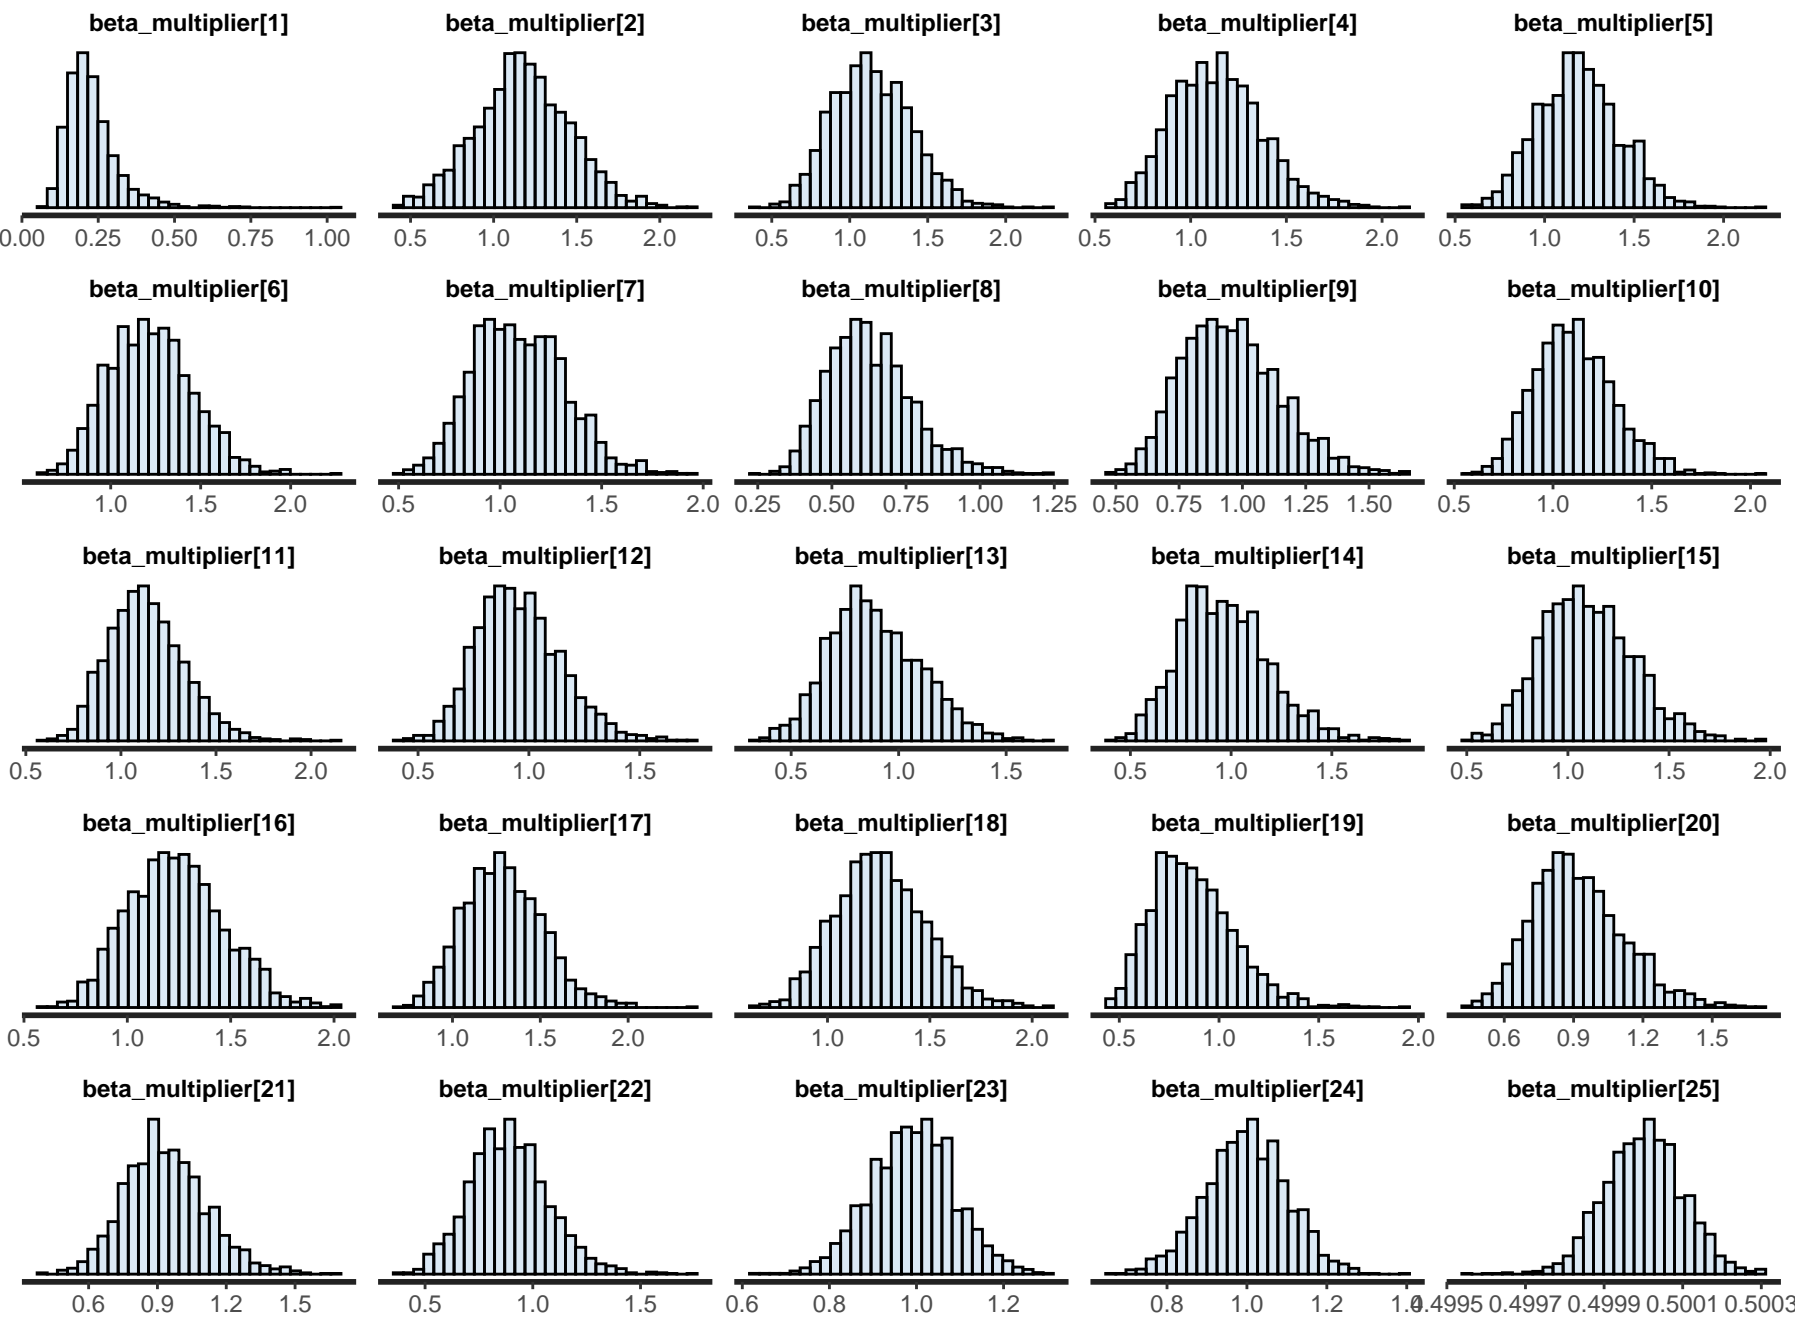 beta_multiplier[1] beta_multiplier[2] beta_multiplier[3] beta_multiplier[4] beta_multiplier[5]
0.00 0.25 0.50 0.75 1.00 0.5 1.0 1.5 2.0 0.5 1.0 1.5 2.0 0.5 1.0 1.5 2.0 0.5 1.0 1.5 2.0
beta_multiplier[6] beta_multiplier[7] beta_multiplier[8] beta_multiplier[9] beta_multiplier[10]
1.0 1.5 2.0 0.5 1.0 1.5 2.0 0.25 0.50 0.75 1.00 1.25 0.50 0.75 1.00 1.25 1.50 0.5 1.0 1.5 2.0
beta_multiplier[11] beta_multiplier[12] beta_multiplier[13] beta_multiplier[14] beta_multiplier[15]
0.5 1.0 1.5 2.0 0.5 1.0 1.5 0.5 1.0 1.5 0.5 1.0 1.5 0.5 1.0 1.5 2.0
beta_multiplier[16] beta_multiplier[17] beta_multiplier[18] beta_multiplier[19] beta_multiplier[20]
0.5 1.0 1.5 2.0 1.0 1.5 2.0 1.0 1.5 2.0 0.5 1.0 1.5 2.0 0.6 0.9 1.2 1.5
beta_multiplier[21] beta_multiplier[22] beta_multiplier[23] beta_multiplier[24] beta_multiplier[25]
0.6 0.9 1.2 1.5 0.5 1.0 1.5 0.6 0.8 1.0 1.2 0.8 1.0 1.2 1.4 0.4995 0.4997 0.4999 0.5001 0.5003